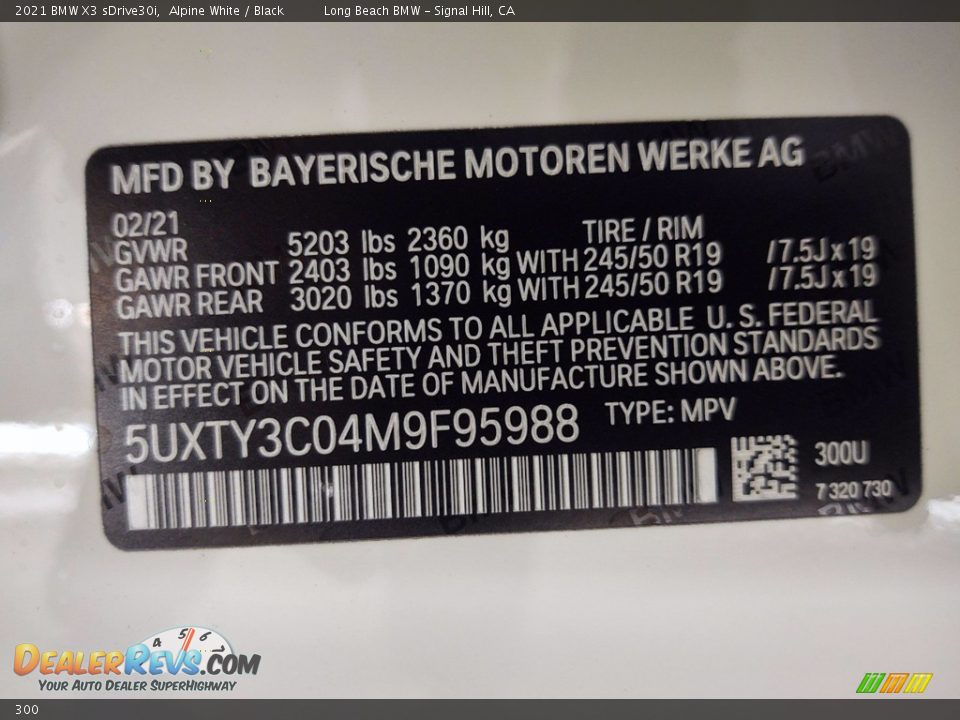 2021 BMW X3 sDrive30i, Alpine White / Black Long Beach BMW - Signal Hill, CA
MFD BY BAYERISCHE MOTOREN WERKE AG
02/21
TIRE / RIM
GVWR 5203 lbs 2360 kg
GAWR FRONT 2403 lbs 1090 kg WITH 245/50 R19 /7.5J x 19
GAWR REAR 3020 lbs 1370 kg WITH 245/50 R19 /7.5J x 19
THIS VEHICLE CONFORMS TO ALL APPLICABLE U. S. FEDERAL
MOTOR VEHICLE SAFETY AND THEFT PREVENTION STANDARDS
IN EFFECT ON THE DATE OF MANUFACTURE SHOWN ABOVE.
5UXTY3C04M9F95988 TYPE: MPV
300U
7 320 730
4 5 6
DEALERREVS.COM
YOUR AUTO DEALER SUPERHIGHWAY
300